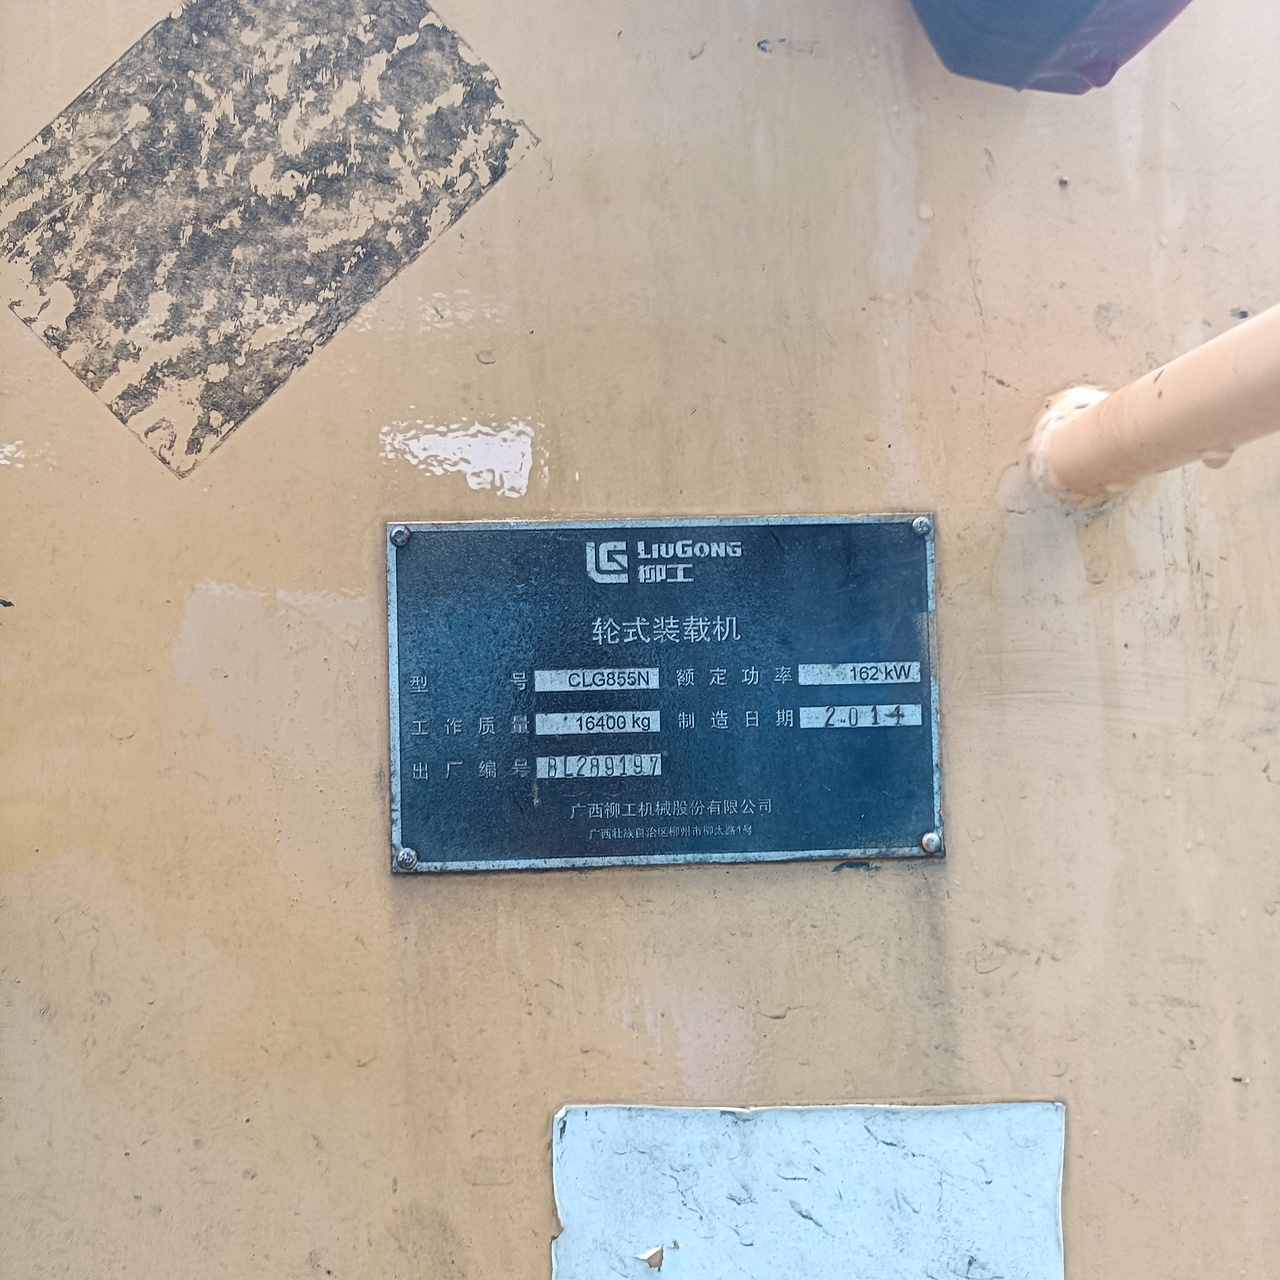 LIUGONG
柳工
轮式装载机
型号 CLG855N 额定功率 162 kW
工作质量 16400 kg 制造日期 2014
出厂编号 BL289197
广西柳工机械股份有限公司
广西壮族自治区柳州市柳太路1号